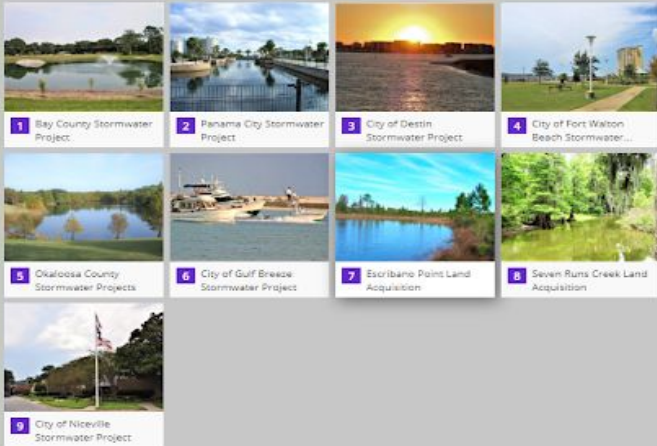 1 Bay County Stormwater
Project
2 Panama City Stormwater
Project
3 City of Destin
Stormwater Project
4 City of Fort Walton
Beach Stormwater...
5 Okaloosa County
Stormwater Projects
6 City of Gulf Breeze
Stormwater Project
7 Escribano Point Land
Acquisition
8 Seven Runs Creek Land
Acquisition
9 City of Niceville
Stormwater Project